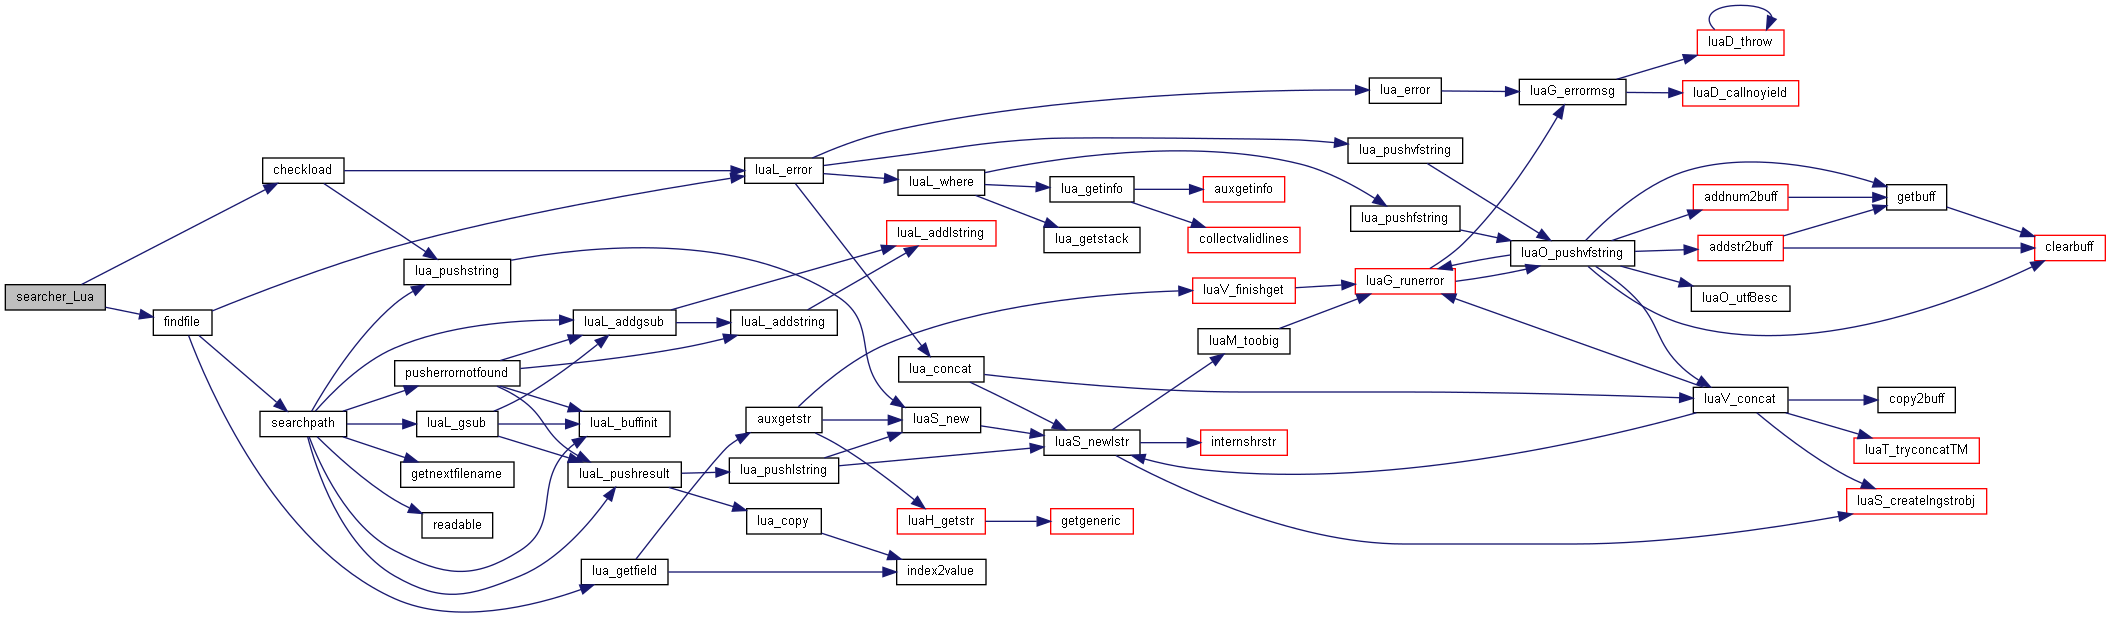 searcher_Lua
checkload
findfile
lua_pushstring
pusherrornotfound
searchpath
luaL_gsub
getnextfilename
readable
luaL_addgsub
luaL_buffinit
luaL_pushresult
lua_getfield
luaL_error
luaL_addstring
auxgetstr
lua_pushlstring
lua_copy
luaL_where
luaL_addlstring
lua_concat
luaS_new
luaH_getstr
index2value
lua_getinfo
lua_getstack
luaS_newlstr
getgeneric
auxgetinfo
collectvalidlines
luaV_finishget
luaM_toobig
internshrstr
lua_error
lua_pushvfstring
lua_pushfstring
luaG_runerror
luaG_errormsg
luaO_pushvfstring
luaD_throw
luaD_callnoyield
addnum2buff
addstr2buff
luaO_utf8esc
luaV_concat
getbuff
copy2buff
luaT_tryconcatTM
luaS_createlngstrobj
clearbuff